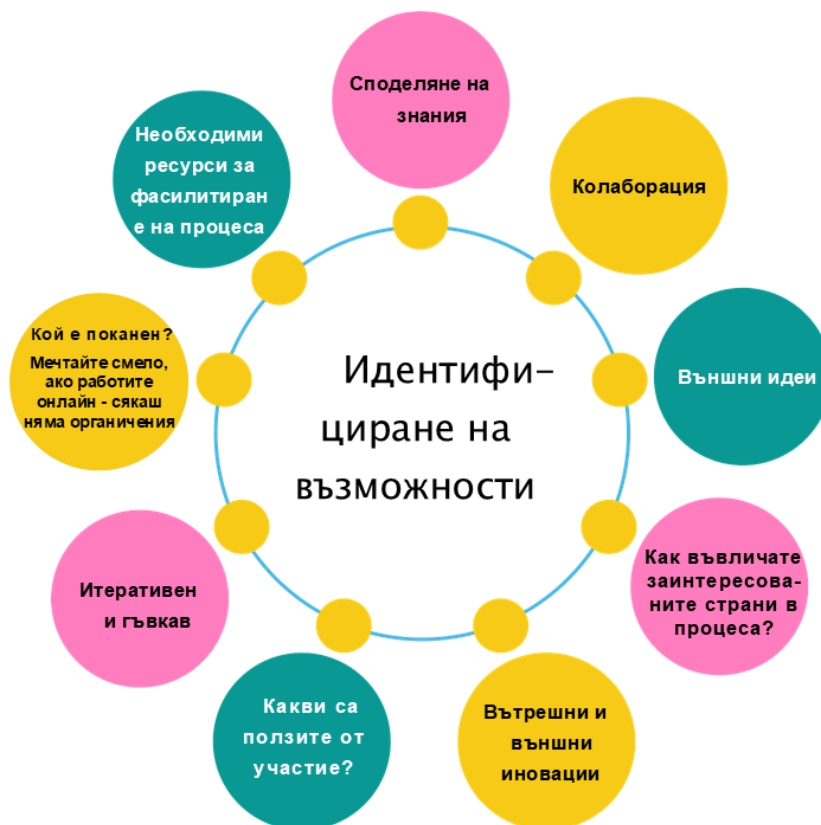 Споделяне на
знания
Колаборация
Външни идеи
Как въвличате
заинтересова-
ните страни в
процеса?
Вътрешни и
външни
иновации
Какви са
ползите от
участие?
Итеративен
и гъвкав
Кой е поканен?
Мечтайте смело,
ако работите
онлайн - сякаш
няма органичения
Необходими
ресурси за
фасилитиран
е на процеса
Идентифи-
циране на
възможности